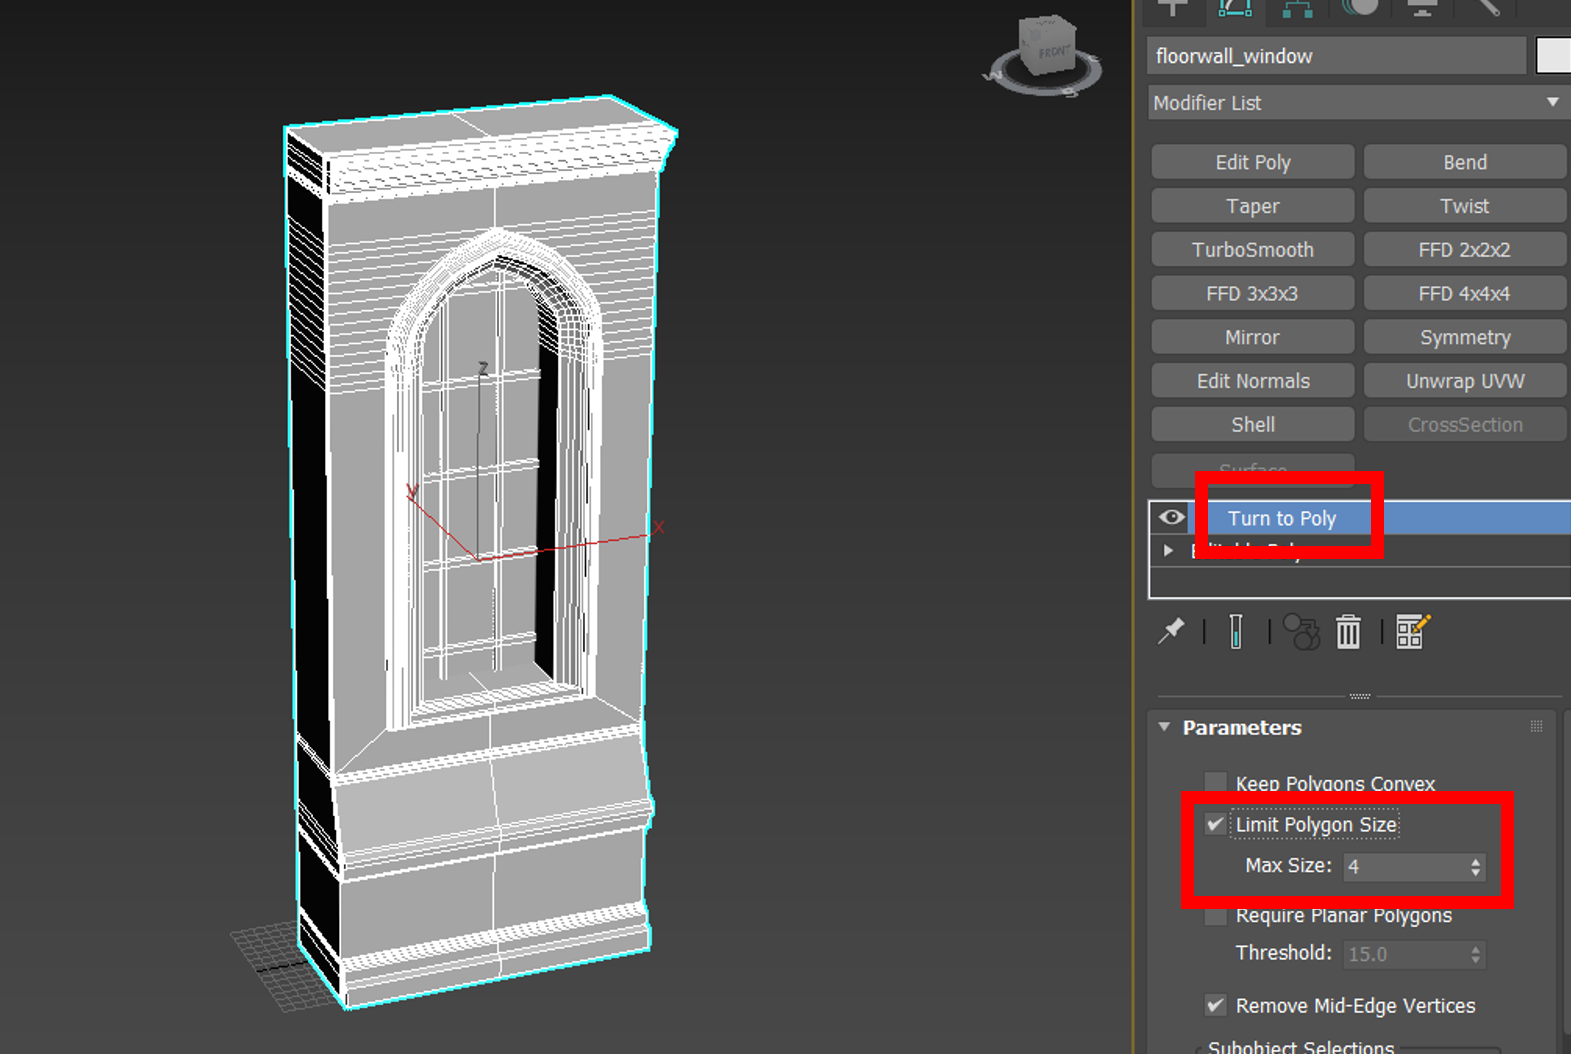 floorwall_window
FRONT
Modifier List
Edit Poly
Bend
Taper
Twist
TurboSmooth
FFD 2x2x2
FFD 3x3x3
FFD 4x4x4
Mirror
Symmetry
Edit Normals
Unwrap UVW
Shell
CrossSection
Surface
z
Turn to Poly
y
x
Parameters
Keep Polygons Convex
Limit Polygon Size
Max Size: 4
Require Planar Polygons
Threshold: 15.0
Remove Mid-Edge Vertices
Subobject Selections